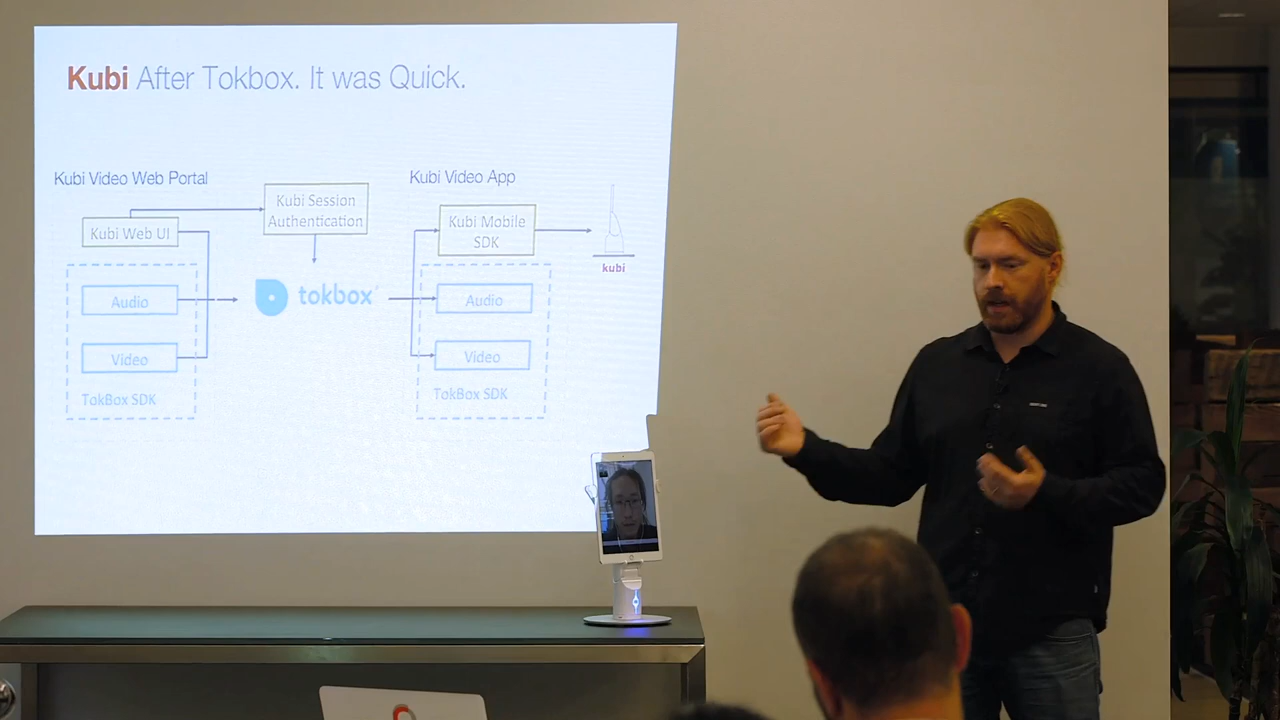 Kubi After Tokbox. It was Quick.
Kubi Video Web Portal
Kubi Video App
Kubi Session
Authentication
Kubi Web UI
Kubi Mobile
SDK
kubi
Audio
tokbox
Audio
Video
Video
TokBox SDK
TokBox SDK